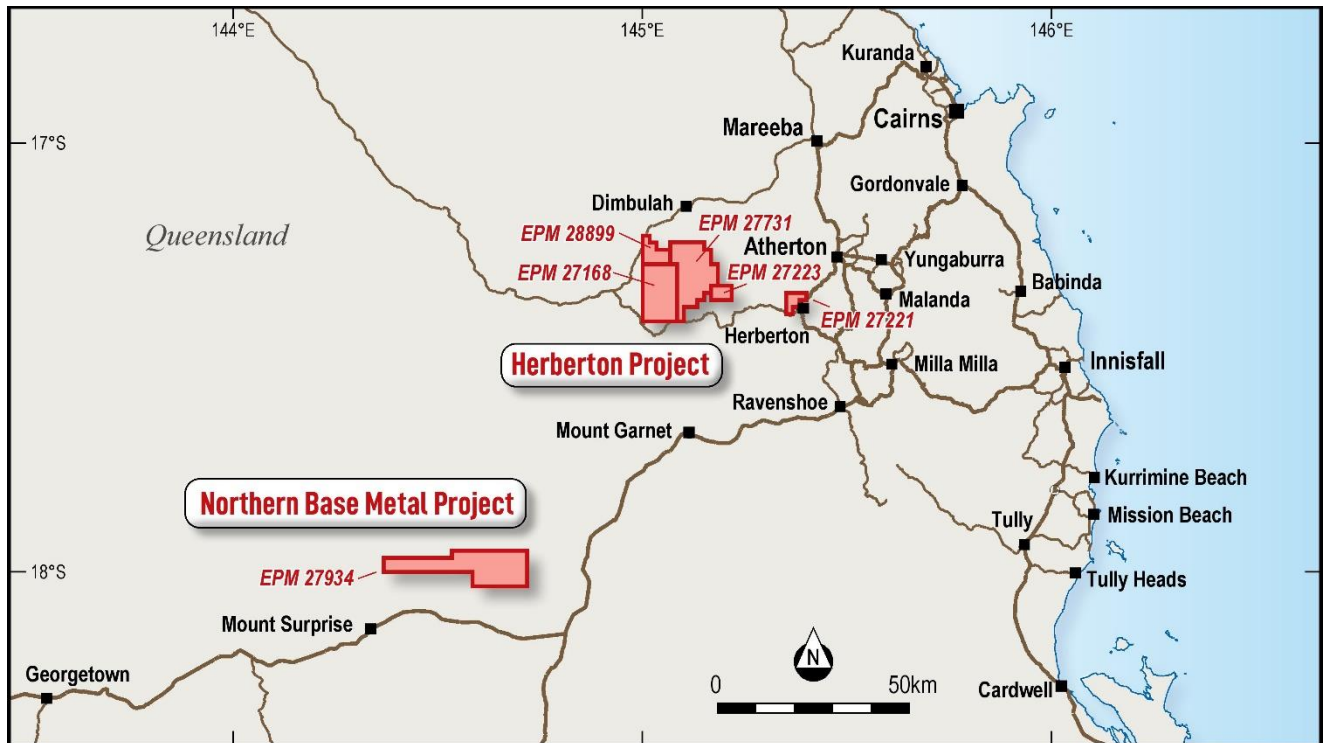 144°E
145°E
146°E
Kuranda
Cairns
Mareeba
17°S
17°S
Gordonvale
Dimbulah
EPM 27731
EPM 28899
Queensland
Atherton
EPM 27168
EPM 27223
Yungaburra
Babinda
Malanda
EPM 27221
Herberton
Herberton Project
Milla Milla
Innisfall
Ravenshoe
Mount Garnet
Kurrimine Beach
Northern Base Metal Project
Mission Beach
Tully
18°S
18°S
EPM 27934
Tully Heads
Mount Surprise
Georgetown
N
0 50km
Cardwell